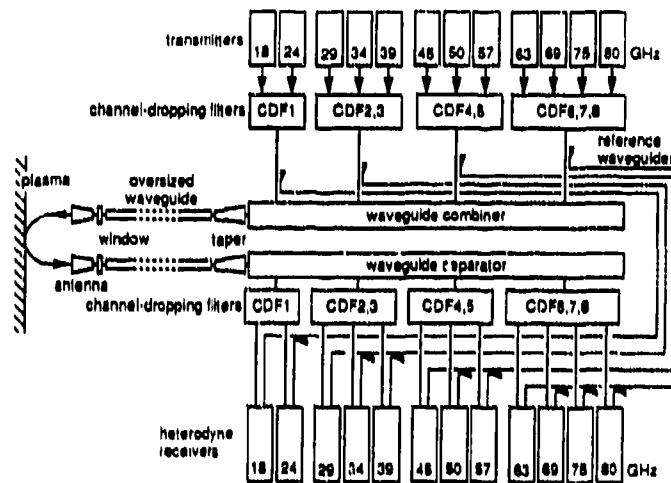 transmitters
18 24 29 34 39 45 50 57 63 69 75 80 GHz
channel-dropping filters CDF1 CDF2,3 CDF4,5 CDF6,7,8
reference
waveguides
plasma
oversized
waveguide
waveguide combiner
window taper
waveguide separator
antenna
channel-dropping filters CDF1 CDF2,3 CDF4,5 CDF6,7,8
heterodyne
receivers
18 24 29 34 39 45 50 57 63 69 75 80 GHz